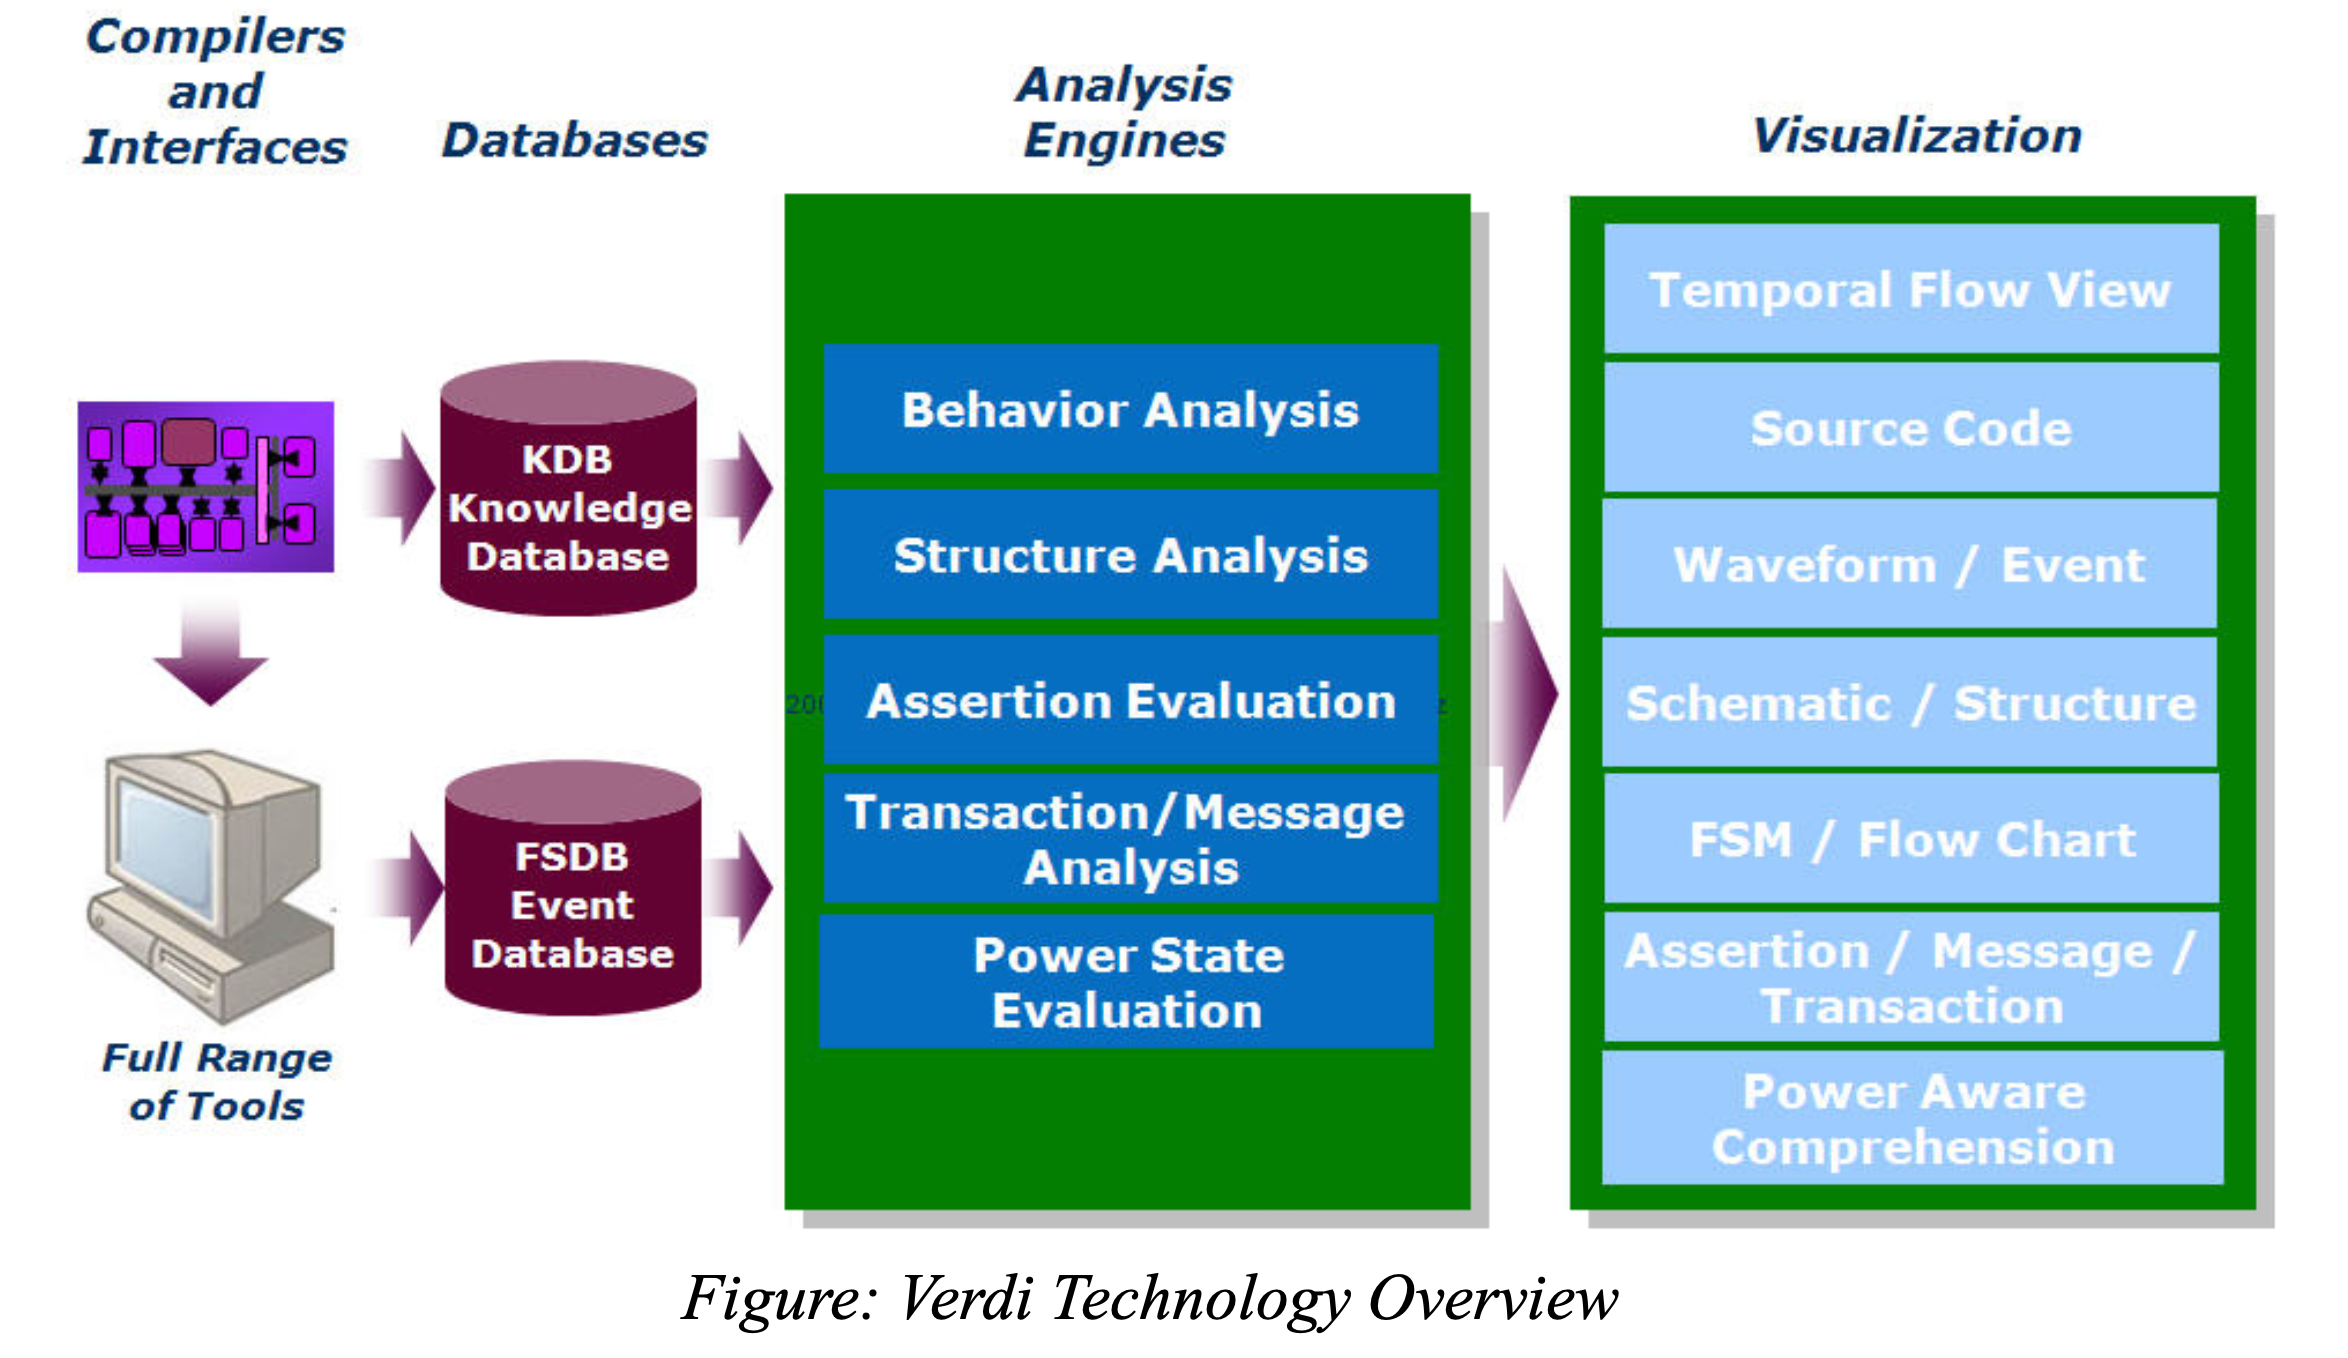 Compilers
and
Interfaces
Databases
Analysis
Engines
Visualization
KDB
Knowledge
Database
Full Range
of Tools
FSDB
Event
Database
Behavior Analysis
Structure Analysis
Assertion Evaluation
Transaction/Message
Analysis
Power State
Evaluation
Temporal Flow View
Source Code
Waveform / Event
Schematic / Structure
FSM / Flow Chart
Assertion / Message /
Transaction
Power Aware
Comprehension
Figure: Verdi Technology Overview